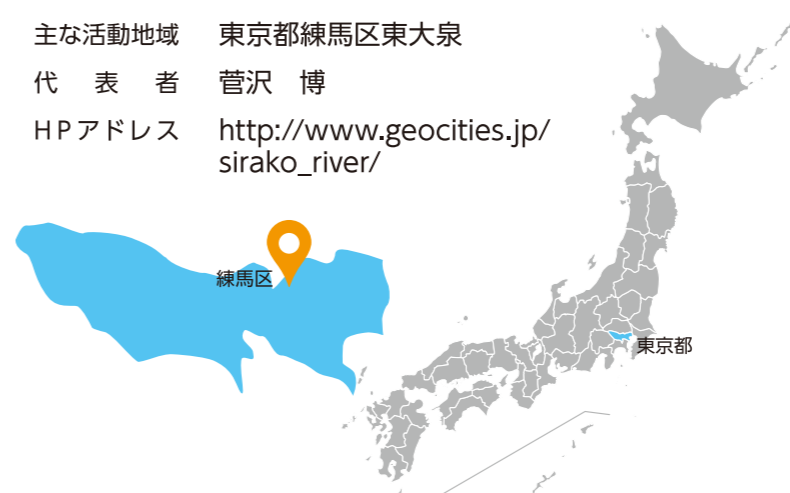 主な活動地域 東京都練馬区東大泉
代表者 菅沢 博
HPアドレス http://www.geocities.jp/
sirako_river/
練馬区
東京都